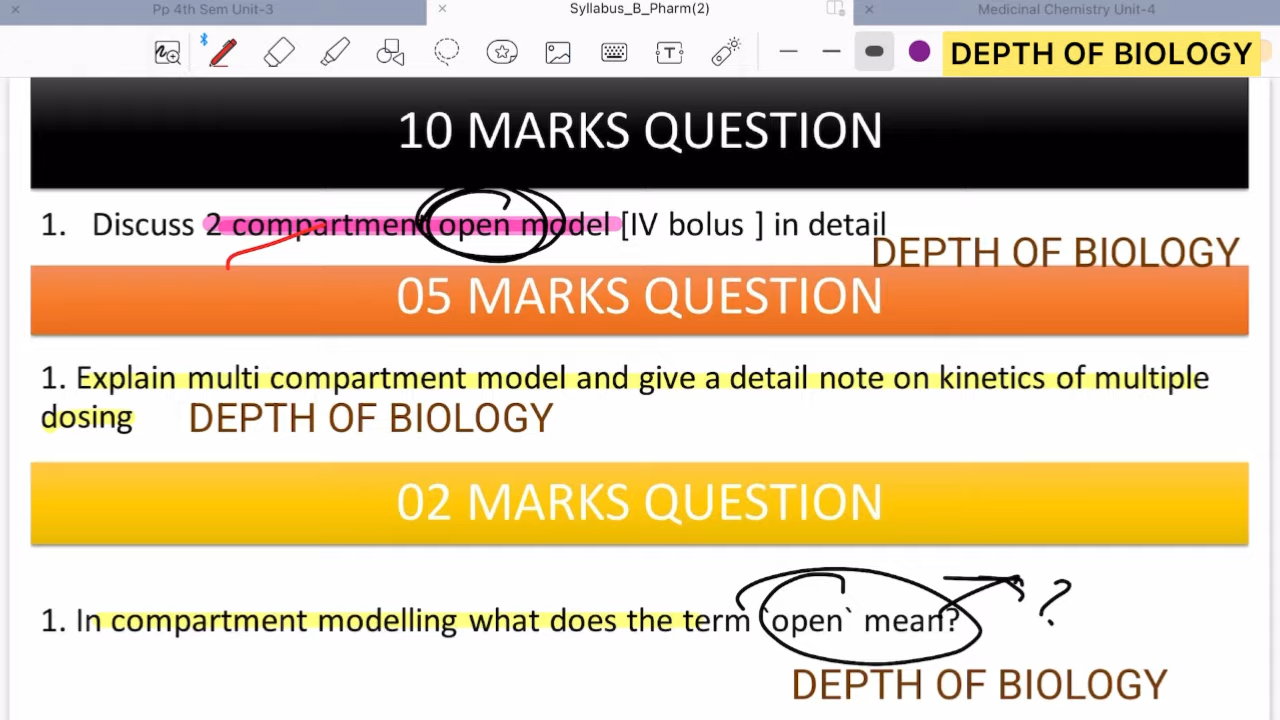 Pp 4th Sem Unit-3
Syllabus_B_Pharm(2)
Medicinal Chemistry Unit-4
DEPTH OF BIOLOGY
10 MARKS QUESTION
1. Discuss 2 compartment open model [IV bolus ] in detail
DEPTH OF BIOLOGY
05 MARKS QUESTION
1. Explain multi compartment model and give a detail note on kinetics of multiple
dosing
DEPTH OF BIOLOGY
02 MARKS QUESTION
1. In compartment modelling what does the term `open` mean?
?
DEPTH OF BIOLOGY